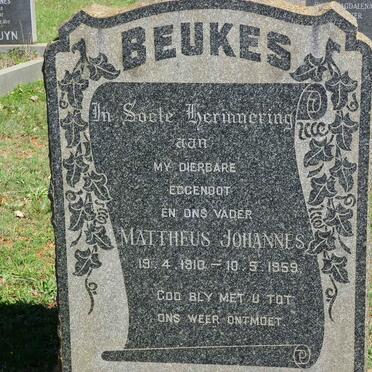 BEUKES
In Soete Herinnering
aan
MY DIERBARE
EGGENOOT
EN ONS VADER
MATTHEUS JOHANNES
19.4.1910 - 10.5.1959
GOD BLY MET U TOT
ONS WEER ONTMOET
UYN